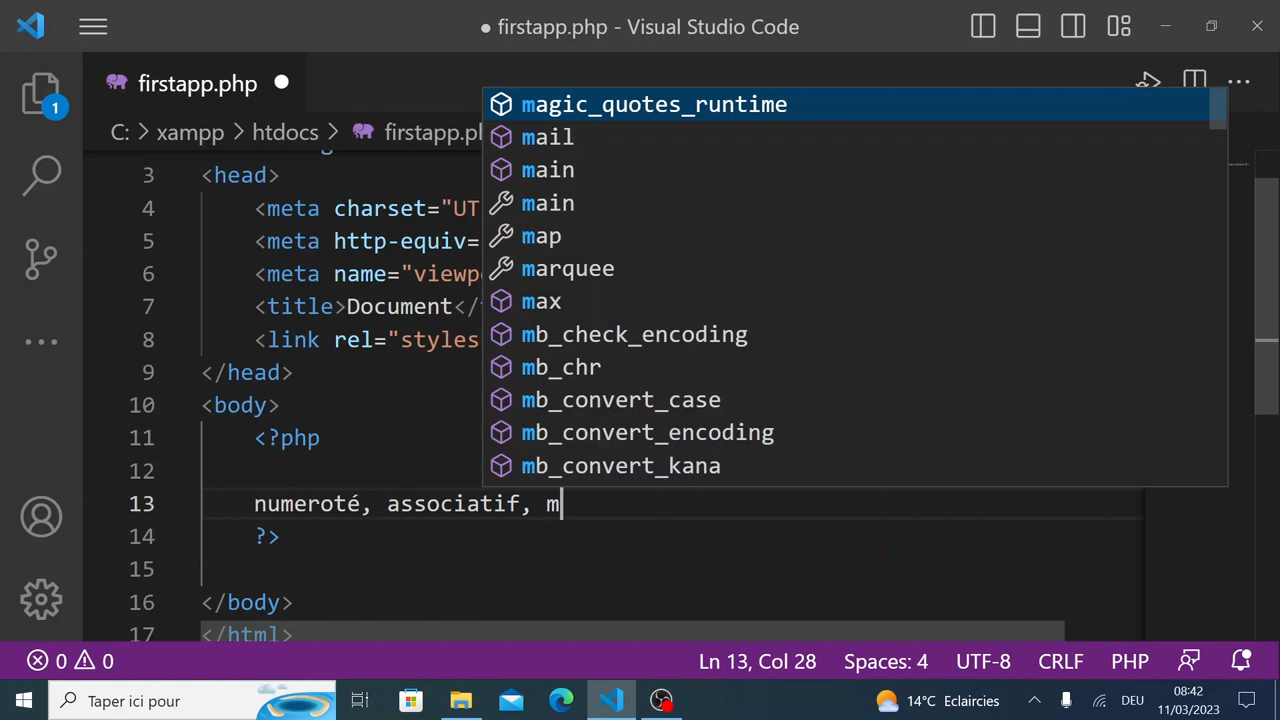 firstapp.php - Visual Studio Code
firstapp.php
1
C: > xampp > htdocs > firstapp.ph
3 <head>
4 <meta charset="UT
5 <meta http-equiv=
6 <meta name="viewpo
7 <title>Document</t
8 <link rel="styles
9 </head>
10 <body>
11 <?php
12
13 numeroté, associatif, m
14 ?>
15
16 </body>
17 </html>
magic_quotes_runtime
mail
main
main
map
marquee
max
mb_check_encoding
mb_chr
mb_convert_case
mb_convert_encoding
mb_convert_kana
0 0
Ln 13, Col 28
Spaces: 4
UTF-8
CRLF
PHP
Taper ici pour
14°C Eclaircies
DEU
08:42
11/03/2023